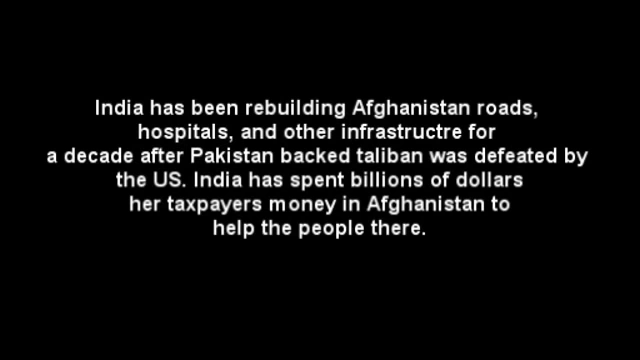 India has been rebuilding Afghanistan roads,
hospitals, and other infrastructre for
a decade after Pakistan backed taliban was defeated by
the US. India has spent billions of dollars
her taxpayers money in Afghanistan to
help the people there.